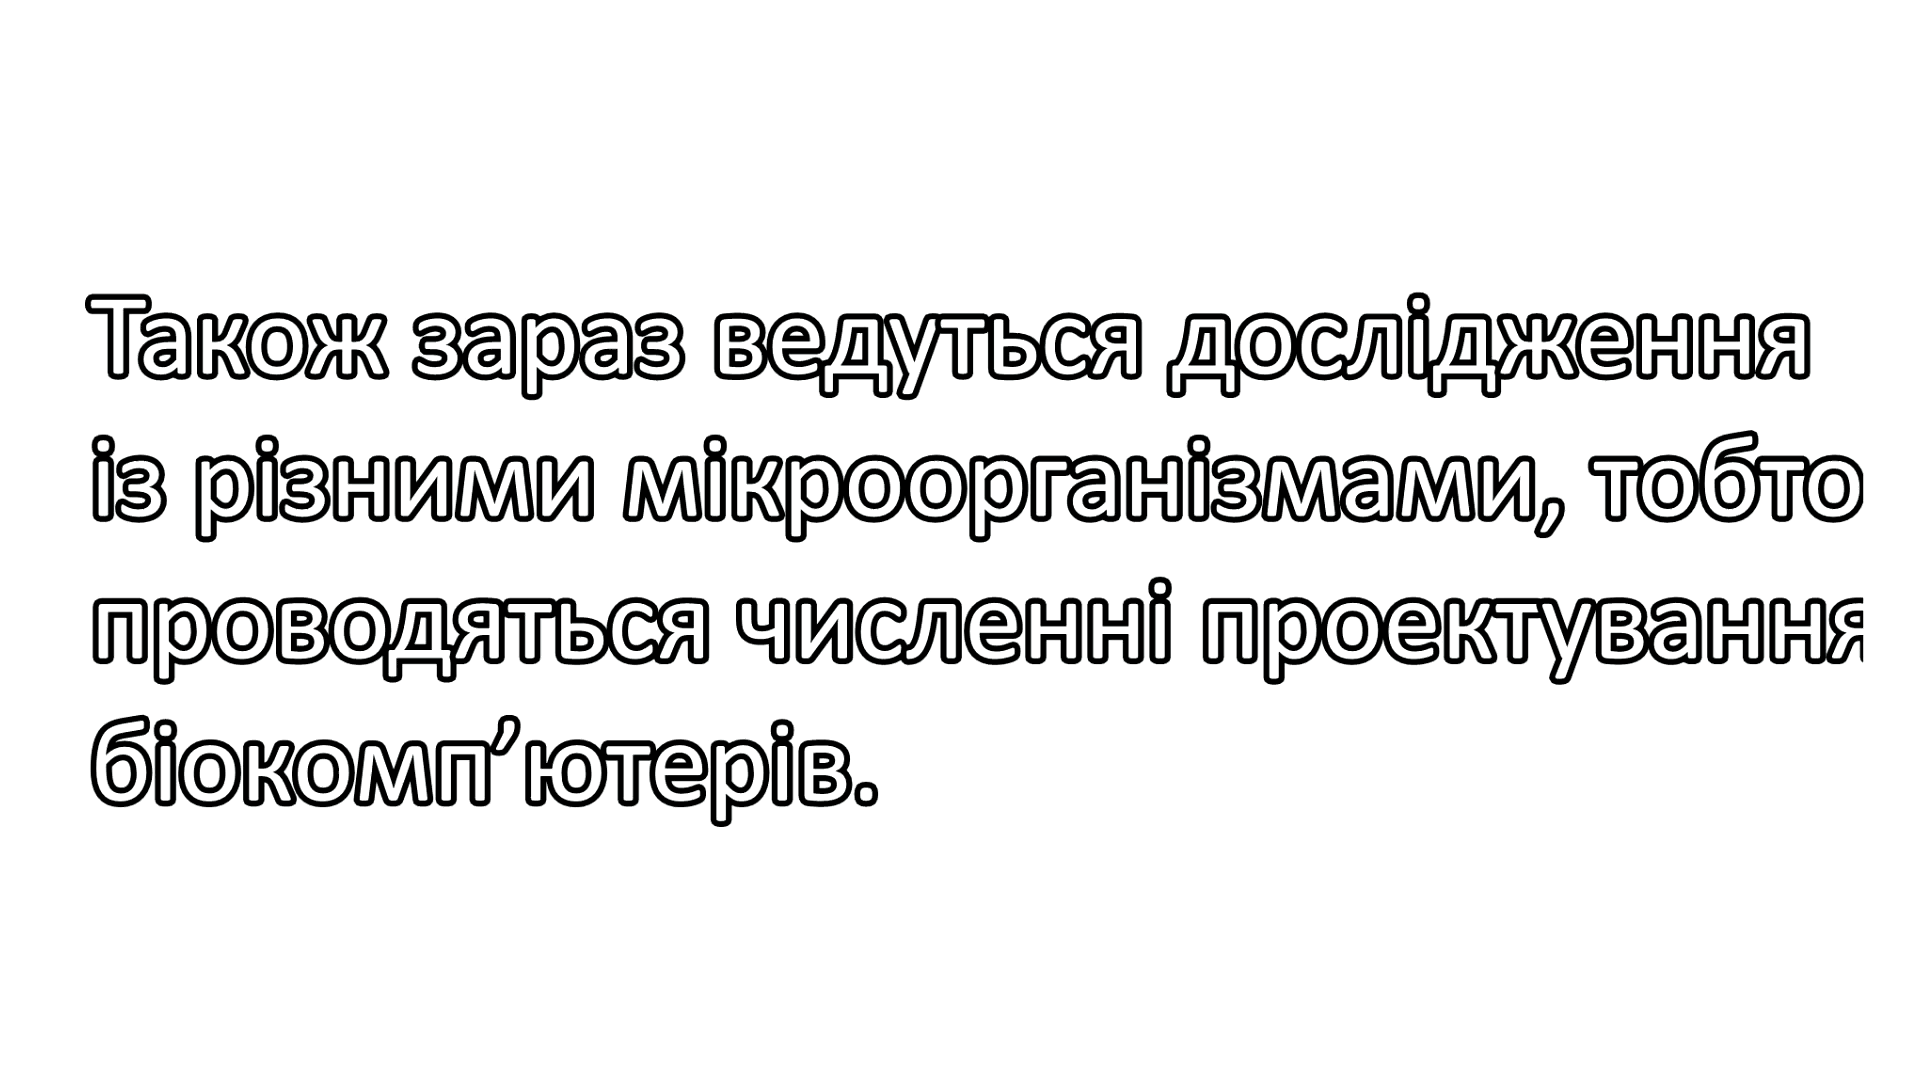 Також зараз ведуться дослідження
із різними мікроорганізмами, тобто
проводяться численні проектування
біокомп’ютерів.